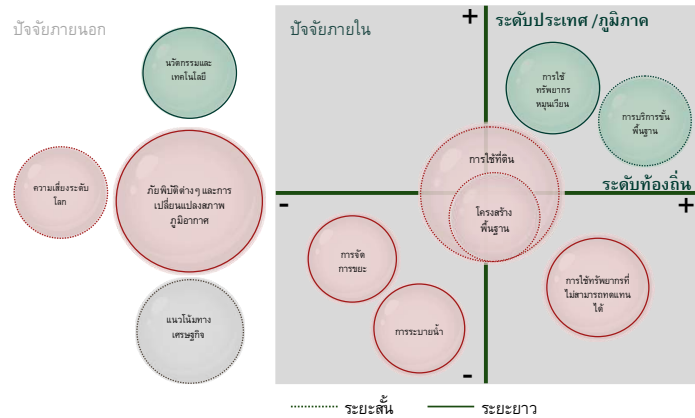 ปัจจัยภายนอก
ปัจจัยภายใน
+
ระดับประเทศ /ภูมิภาค
นวัตกรรมและ
เทคโนโลยี
การใช้
ทรัพยากร
หมุนเวียน
การบริการขั้น
พื้นฐาน
การใช้ที่ดิน
ความเสี่ยงระดับ
โลก
ภัยพิบัติต่างๆ และการ
เปลี่ยนแปลงสภาพ
ภูมิอากาศ
ระดับท้องถิ่น
-
+
โครงสร้าง
พื้นฐาน
การจัด
การขยะ
การใช้ทรัพยากรที่
ไม่สามารถทดแทน
ได้
แนวโน้มทาง
เศรษฐกิจ
การระบายน้ำ
-
ระยะสั้น
ระยะยาว